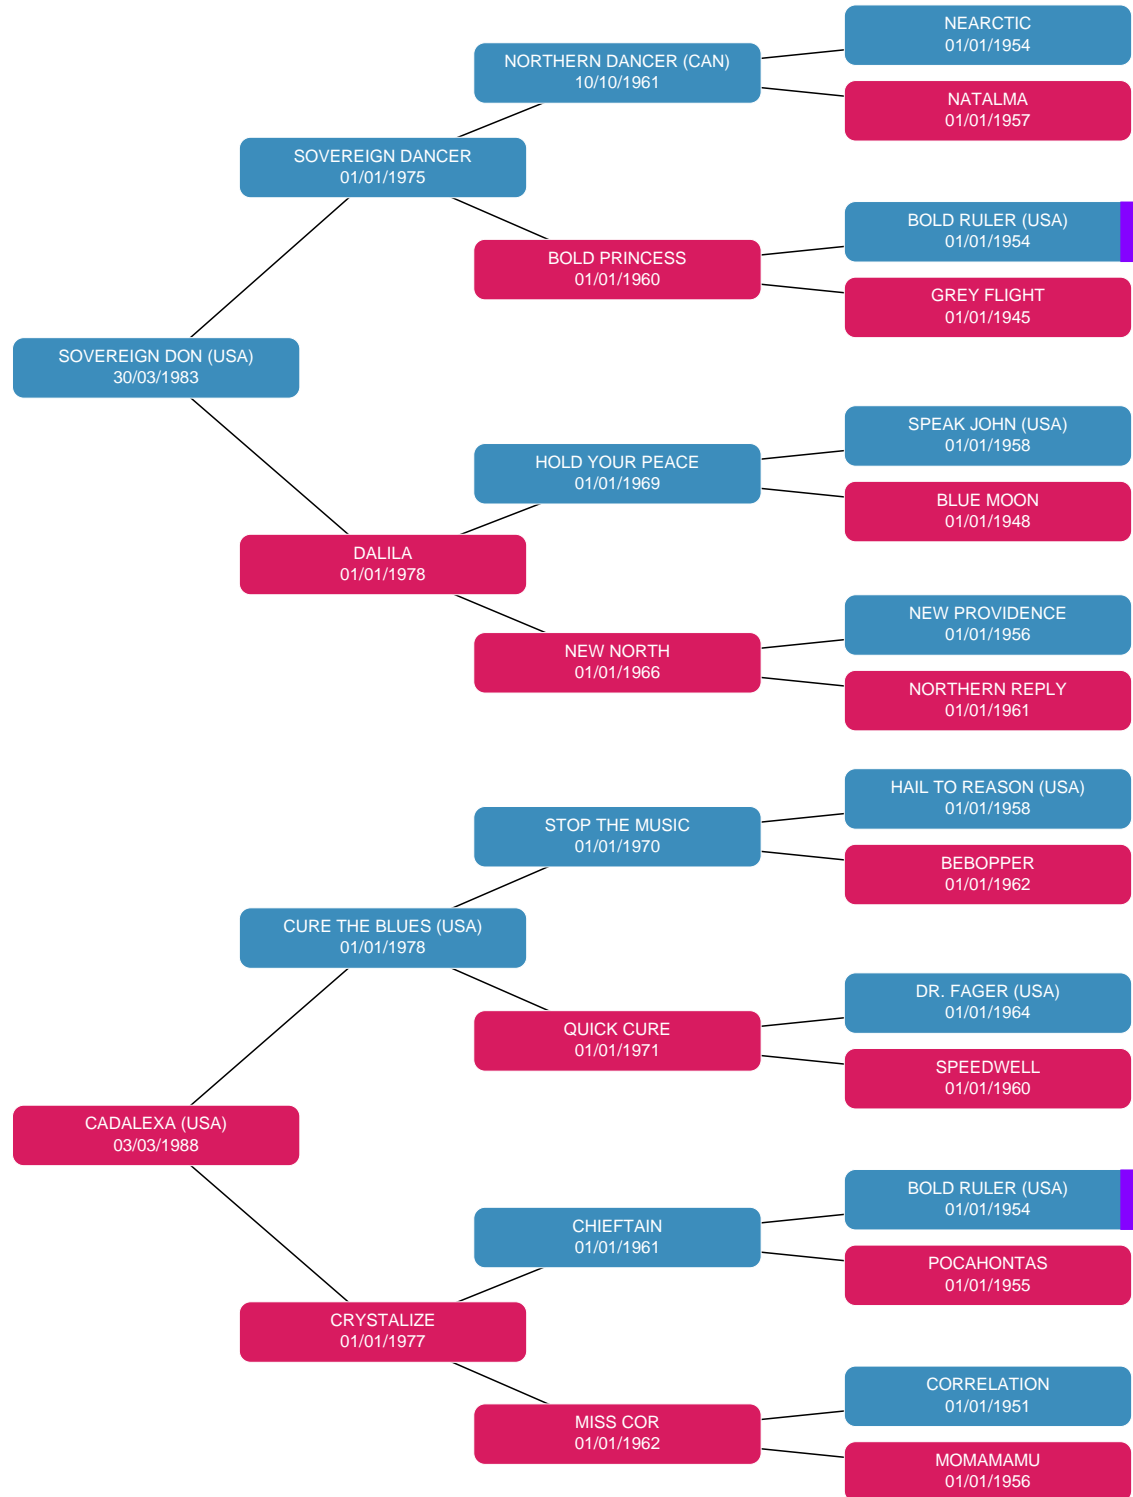 NEARCTIC
01/01/1954
NORTHERN DANCER (CAN)
10/10/1961
NATALMA
01/01/1957
SOVEREIGN DANCER
01/01/1975
BOLD RULER (USA)
01/01/1954
BOLD PRINCESS
01/01/1960
GREY FLIGHT
01/01/1945
SOVEREIGN DON (USA)
30/03/1983
SPEAK JOHN (USA)
01/01/1958
HOLD YOUR PEACE
01/01/1969
BLUE MOON
01/01/1948
DALILA
01/01/1978
NEW PROVIDENCE
01/01/1956
NEW NORTH
01/01/1966
NORTHERN REPLY
01/01/1961
HAIL TO REASON (USA)
01/01/1958
STOP THE MUSIC
01/01/1970
BEBOPPER
01/01/1962
CURE THE BLUES (USA)
01/01/1978
DR. FAGER (USA)
01/01/1964
QUICK CURE
01/01/1971
SPEEDWELL
01/01/1960
CADALEXA (USA)
03/03/1988
BOLD RULER (USA)
01/01/1954
CHIEFTAIN
01/01/1961
POCAHONTAS
01/01/1955
CRYSTALIZE
01/01/1977
CORRELATION
01/01/1951
MISS COR
01/01/1962
MOMAMAMU
01/01/1956